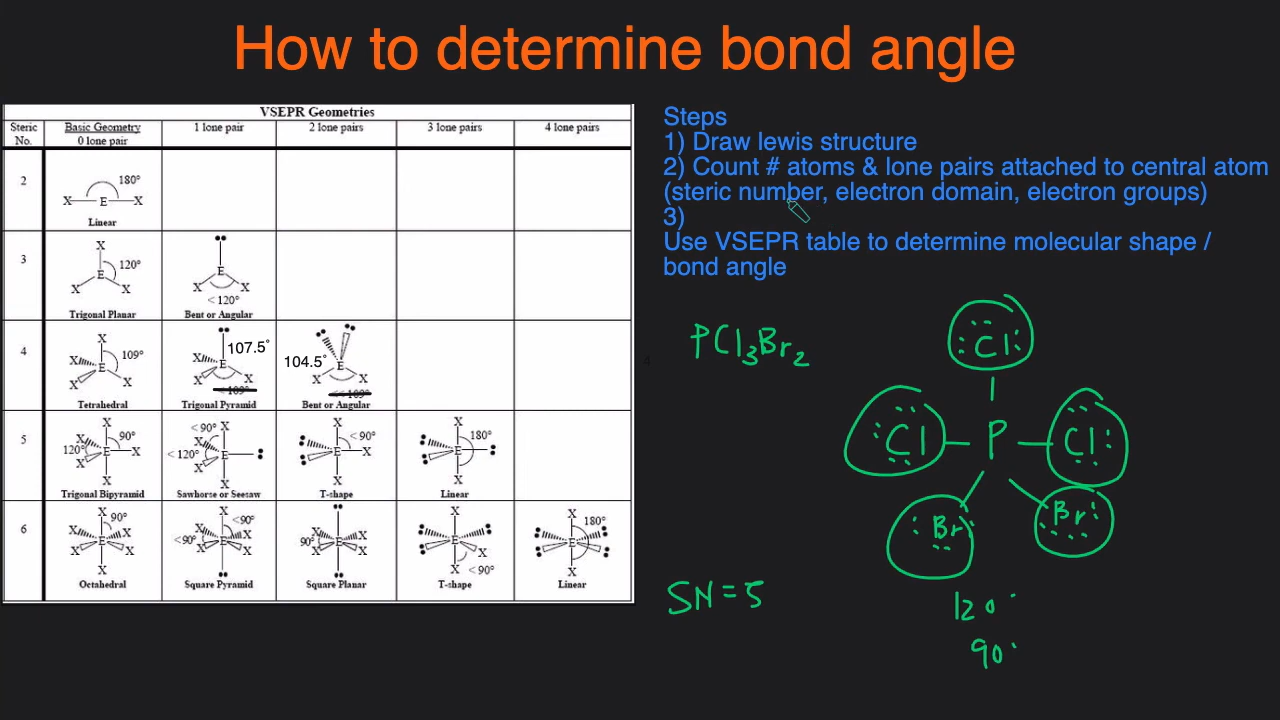 How to determine bond angle
VSEPR Geometries
Steric No.
Basic Geometry 0 lone pair
1 lone pair
2 lone pairs
3 lone pairs
4 lone pairs
2
180°
X E X
Linear
3
X
120°
E
X X
Trigonal Planar
E
X X
< 120°
Bent or Angular
4
X
109°
X E
X X
Tetrahedral
107.5°
X E
X X
<109°
Trigonal Pyramid
104.5°
E
X X
<<109°
Bent or Angular
5
X
90°
X
120° E X
X
X
Trigonal Bipyramid
< 90° X
X
< 120° E
X
X
Sawhorse or Seesaw
X
< 90°
E X
X
T-shape
X
180°
E
X
Linear
6
X
90°
X X
E
X X
X
Octahedral
X <90°
X X
<90° E
X X
Square Pyramid
X X
90° E
X X
Square Planar
X
E
X
X < 90°
T-shape
X 180°
E
X
Linear
Steps
1) Draw lewis structure
2) Count # atoms & lone pairs attached to central atom
(steric number, electron domain, electron groups)
3)
Use VSEPR table to determine molecular shape /
bond angle
PCl3Br2
Cl
Cl P Cl
Br Br
SN = 5
120°
90°